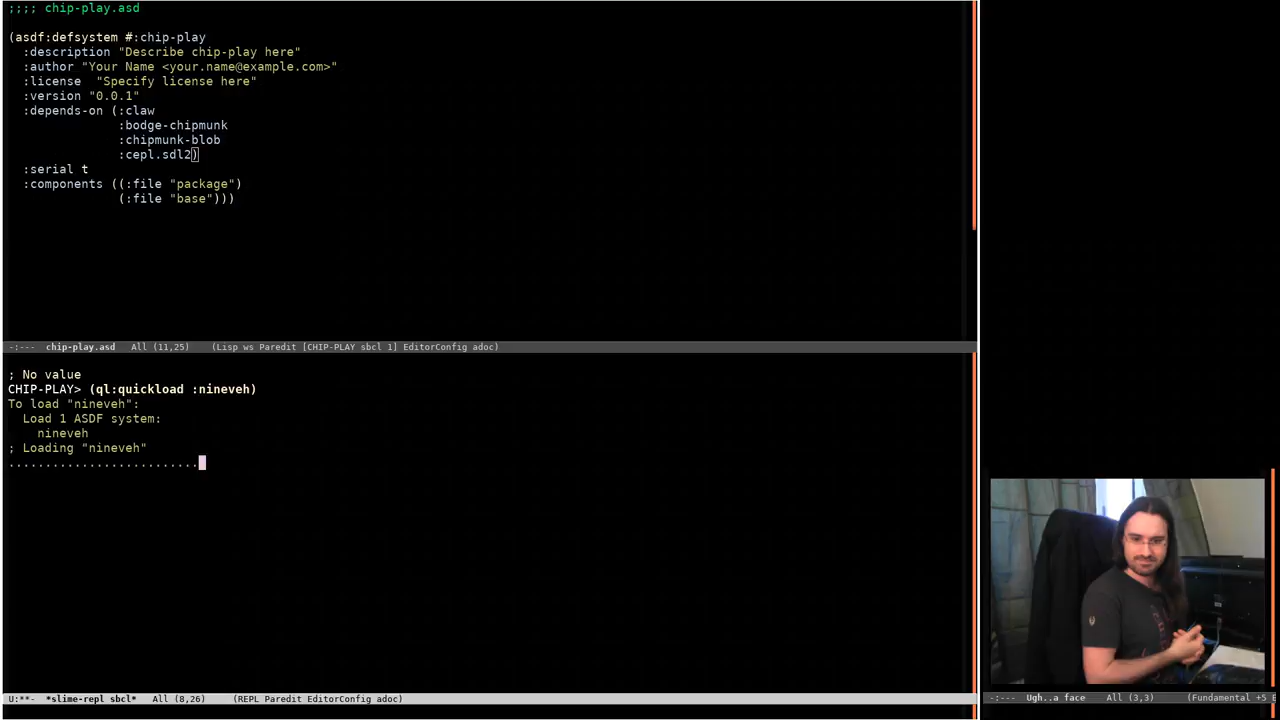 ;;;; chip-play.asd
(asdf:defsystem #:chip-play
:description "Describe chip-play here"
:author "Your Name <your.name@example.com>"
:license  "Specify license here"
:version "0.0.1"
:depends-on (:claw
:bodge-chipmunk
:chipmunk-blob
:cepl.sdl2)
:serial t
:components ((:file "package")
(:file "base")))
-:--- chip-play.asd All (11,25) (Lisp ws Paredit [CHIP-PLAY sbcl 1] EditorConfig adoc)
; No value
CHIP-PLAY> (ql:quickload :nineveh)
To load "nineveh":
Load 1 ASDF system:
nineveh
; Loading "nineveh"
..........................
U:**- *slime-repl sbcl* All (8,26) (REPL Paredit EditorConfig adoc)
-:--- Ugh..a face All (3,3) (Fundamental +5 E